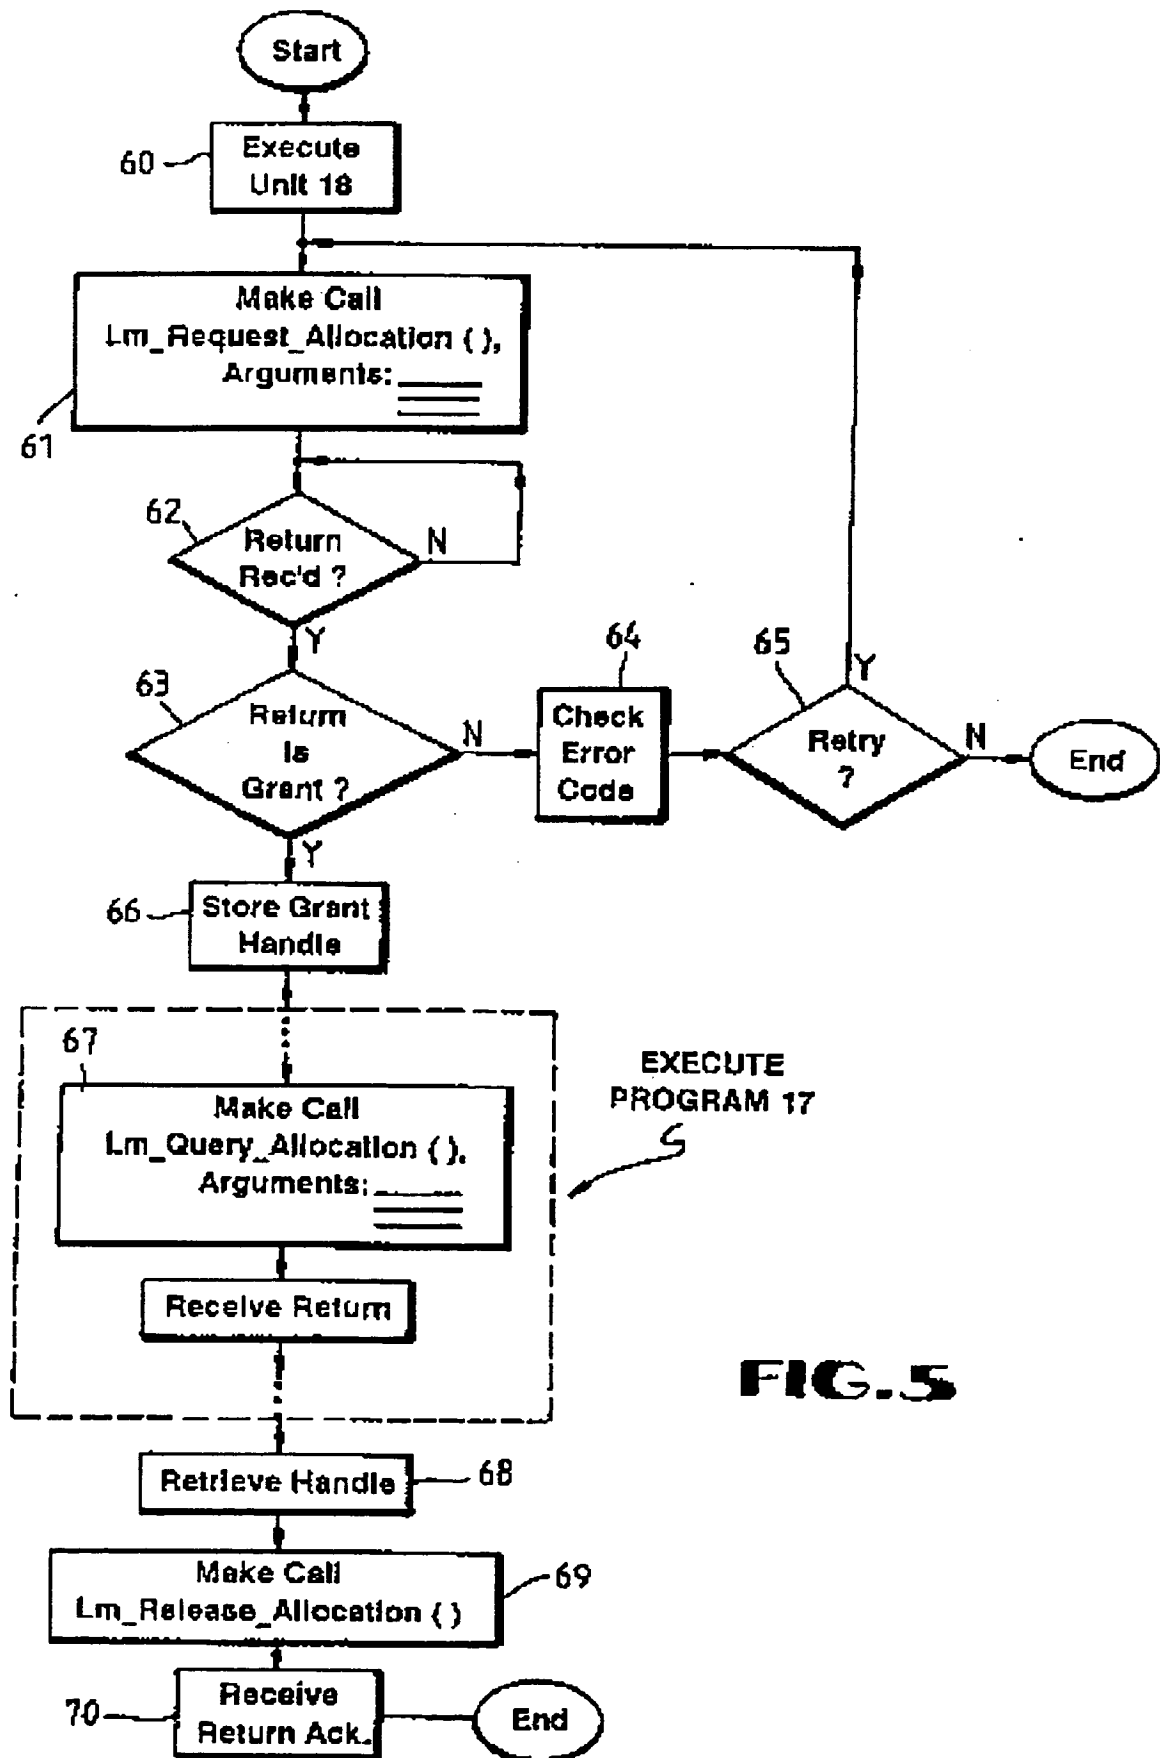 Start
60
Execute
Unit 18
Make Call
Lm_Request_Allocation ( ),
Arguments:
61
62
Return
Rec'd ?
N
Y
63
Return
Is
Grant ?
N
Y
64
Check
Error
Code
65
Retry
?
Y
N
End
66
Store Grant
Handle
67
Make Call
Lm_Query_Allocation ( ),
Arguments:
EXECUTE
PROGRAM 17
Receive Return
FIG. 5
Retrieve Handle
68
Make Call
Lm_Release_Allocation ( )
69
70
Receive
Return Ack.
End